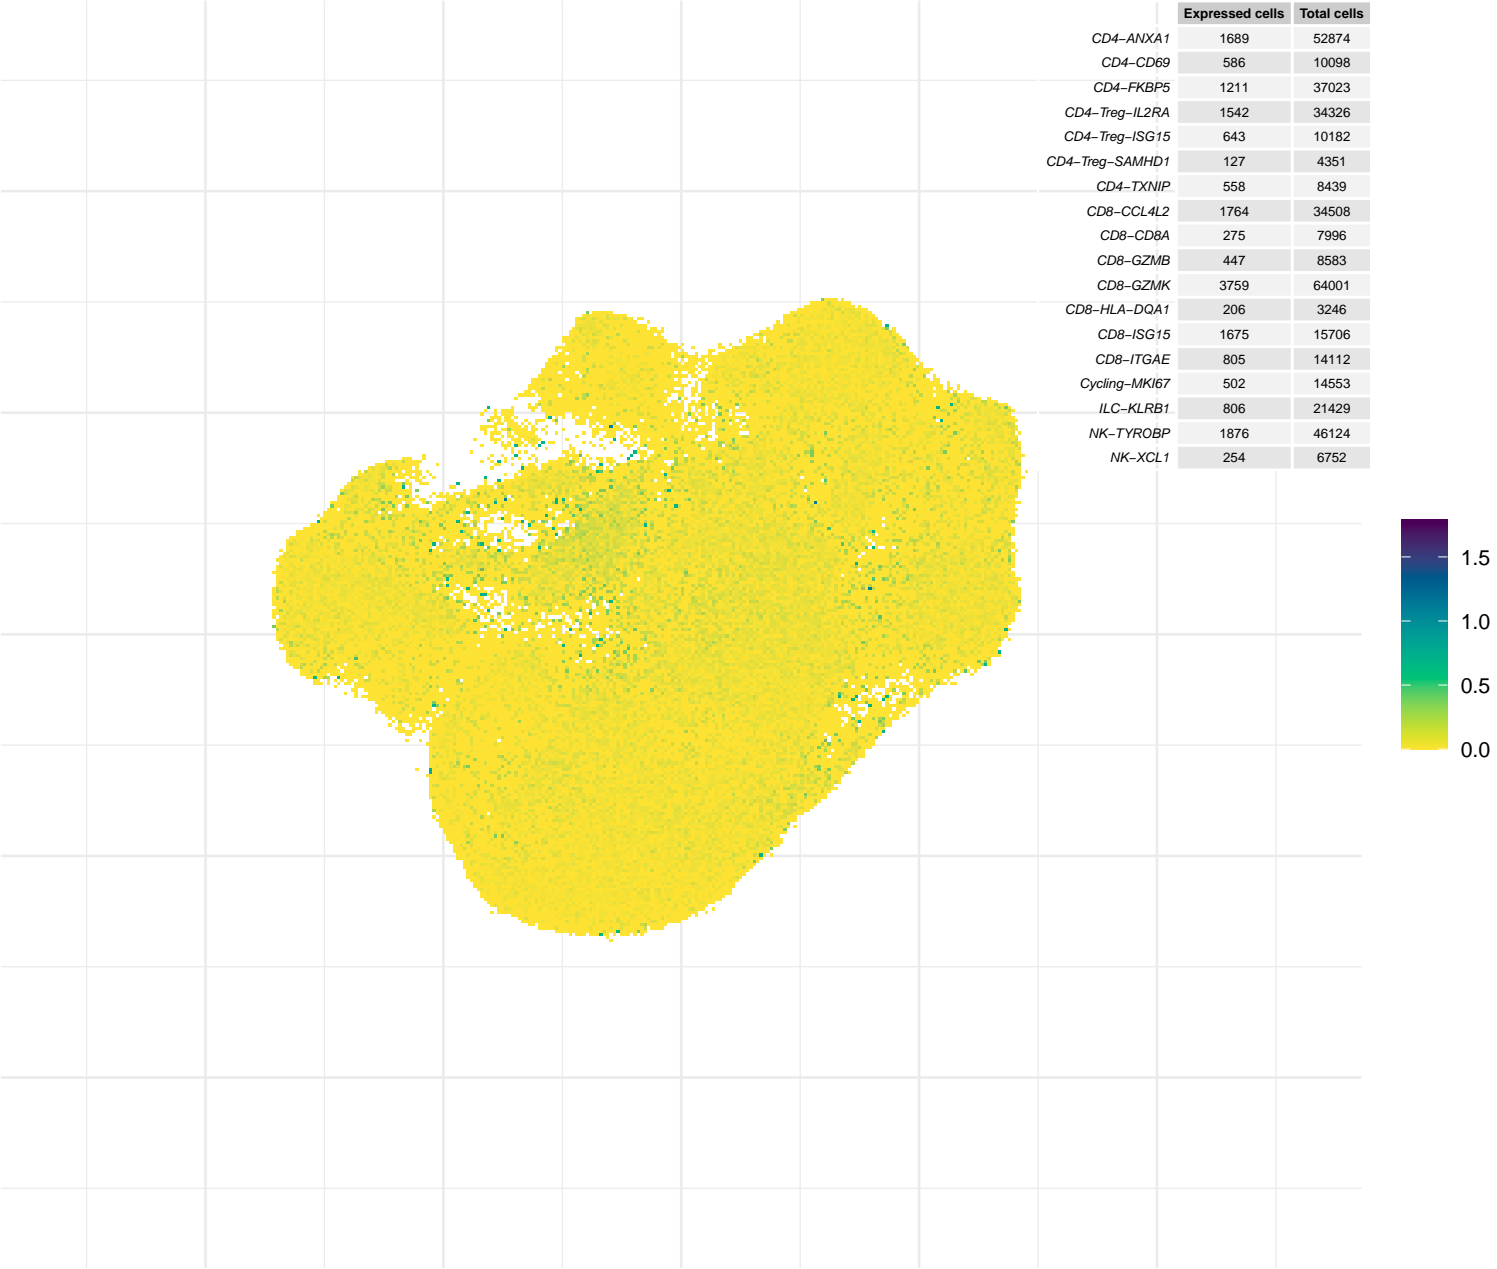 Expressed cells Total cells
CD4−ANXA1 1689 52874
CD4−CD69 586 10098
CD4−FKBP5 1211 37023
CD4−Treg−IL2RA 1542 34326
CD4−Treg−ISG15 643 10182
CD4−Treg−SAMHD1 127 4351
CD4−TXNIP 558 8439
CD8−CCL4L2 1764 34508
CD8−CD8A 275 7996
CD8−GZMB 447 8583
CD8−GZMK 3759 64001
CD8−HLA−DQA1 206 3246
CD8−ISG15 1675 15706
CD8−ITGAE 805 14112
Cycling−MKI67 502 14553
ILC−KLRB1 806 21429
NK−TYROBP 1876 46124
NK−XCL1 254 6752
1.5
1.0
0.5
0.0